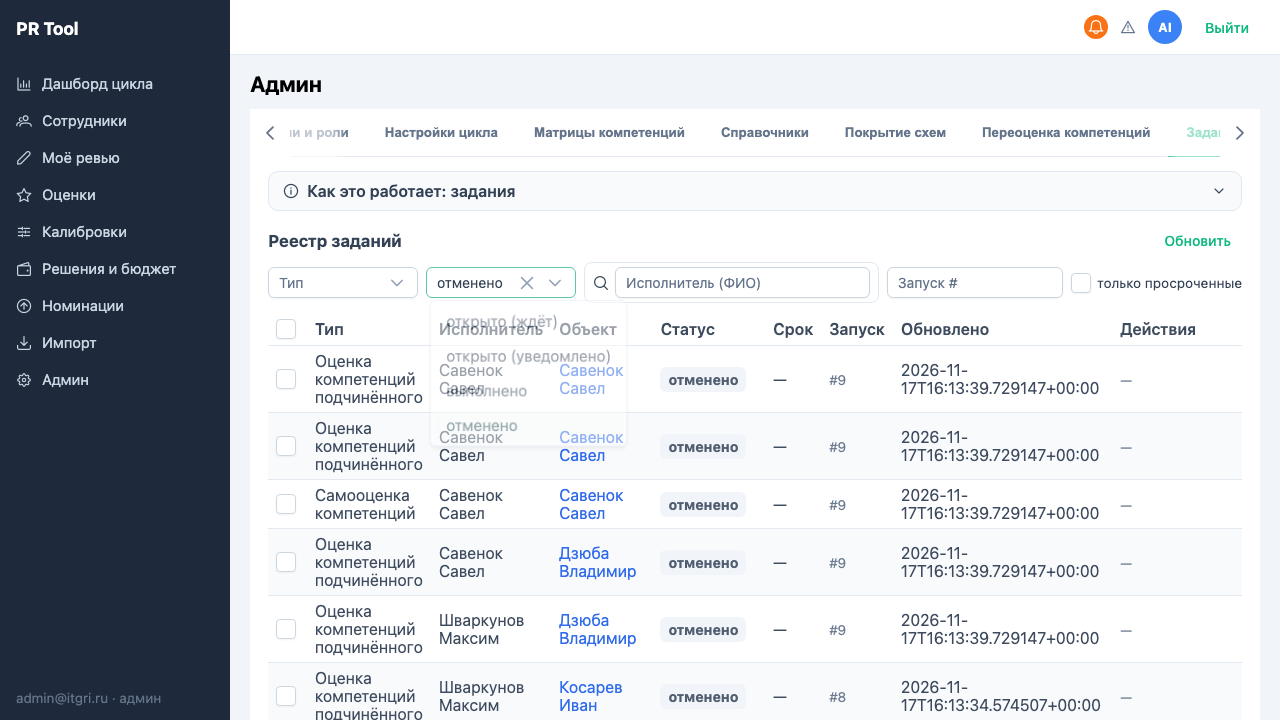 PR Tool
AI
Выйти
Дашборд цикла
Сотрудники
Моё ревью
Оценки
Калибровки
Решения и бюджет
Номинации
Импорт
Админ
admin@itgri.ru · админ
Админ
и роли
Настройки цикла
Матрицы компетенций
Справочники
Покрытие схем
Переоценка компетенций
Как это работает: задания
Реестр заданий
Обновить
Тип
отменено
Исполнитель (ФИО)
Запуск #
только просроченные
открыто (ждёт)
открыто (уведомлено)
выполнено
отменено
Тип Исполнитель Объект Статус Срок Запуск Обновлено Действия
Оценка
компетенций
подчинённого
Савенок
Савел
Савенок
Савел
отменено
—
#9
2026-11-
17T16:13:39.729147+00:00
—
Оценка
компетенций
подчинённого
Савенок
Савел
Савенок
Савел
отменено
—
#9
2026-11-
17T16:13:39.729147+00:00
—
Самооценка
компетенций
Савенок
Савел
Савенок
Савел
отменено
—
#9
2026-11-
17T16:13:39.729147+00:00
—
Оценка
компетенций
подчинённого
Савенок
Савел
Дзюба
Владимир
отменено
—
#9
2026-11-
17T16:13:39.729147+00:00
—
Оценка
компетенций
подчинённого
Шваркунов
Максим
Дзюба
Владимир
отменено
—
#9
2026-11-
17T16:13:39.729147+00:00
—
Оценка
компетенций
подчинённого
Шваркунов
Максим
Косарев
Иван
отменено
—
#8
2026-11-
17T16:13:34.574507+00:00
—